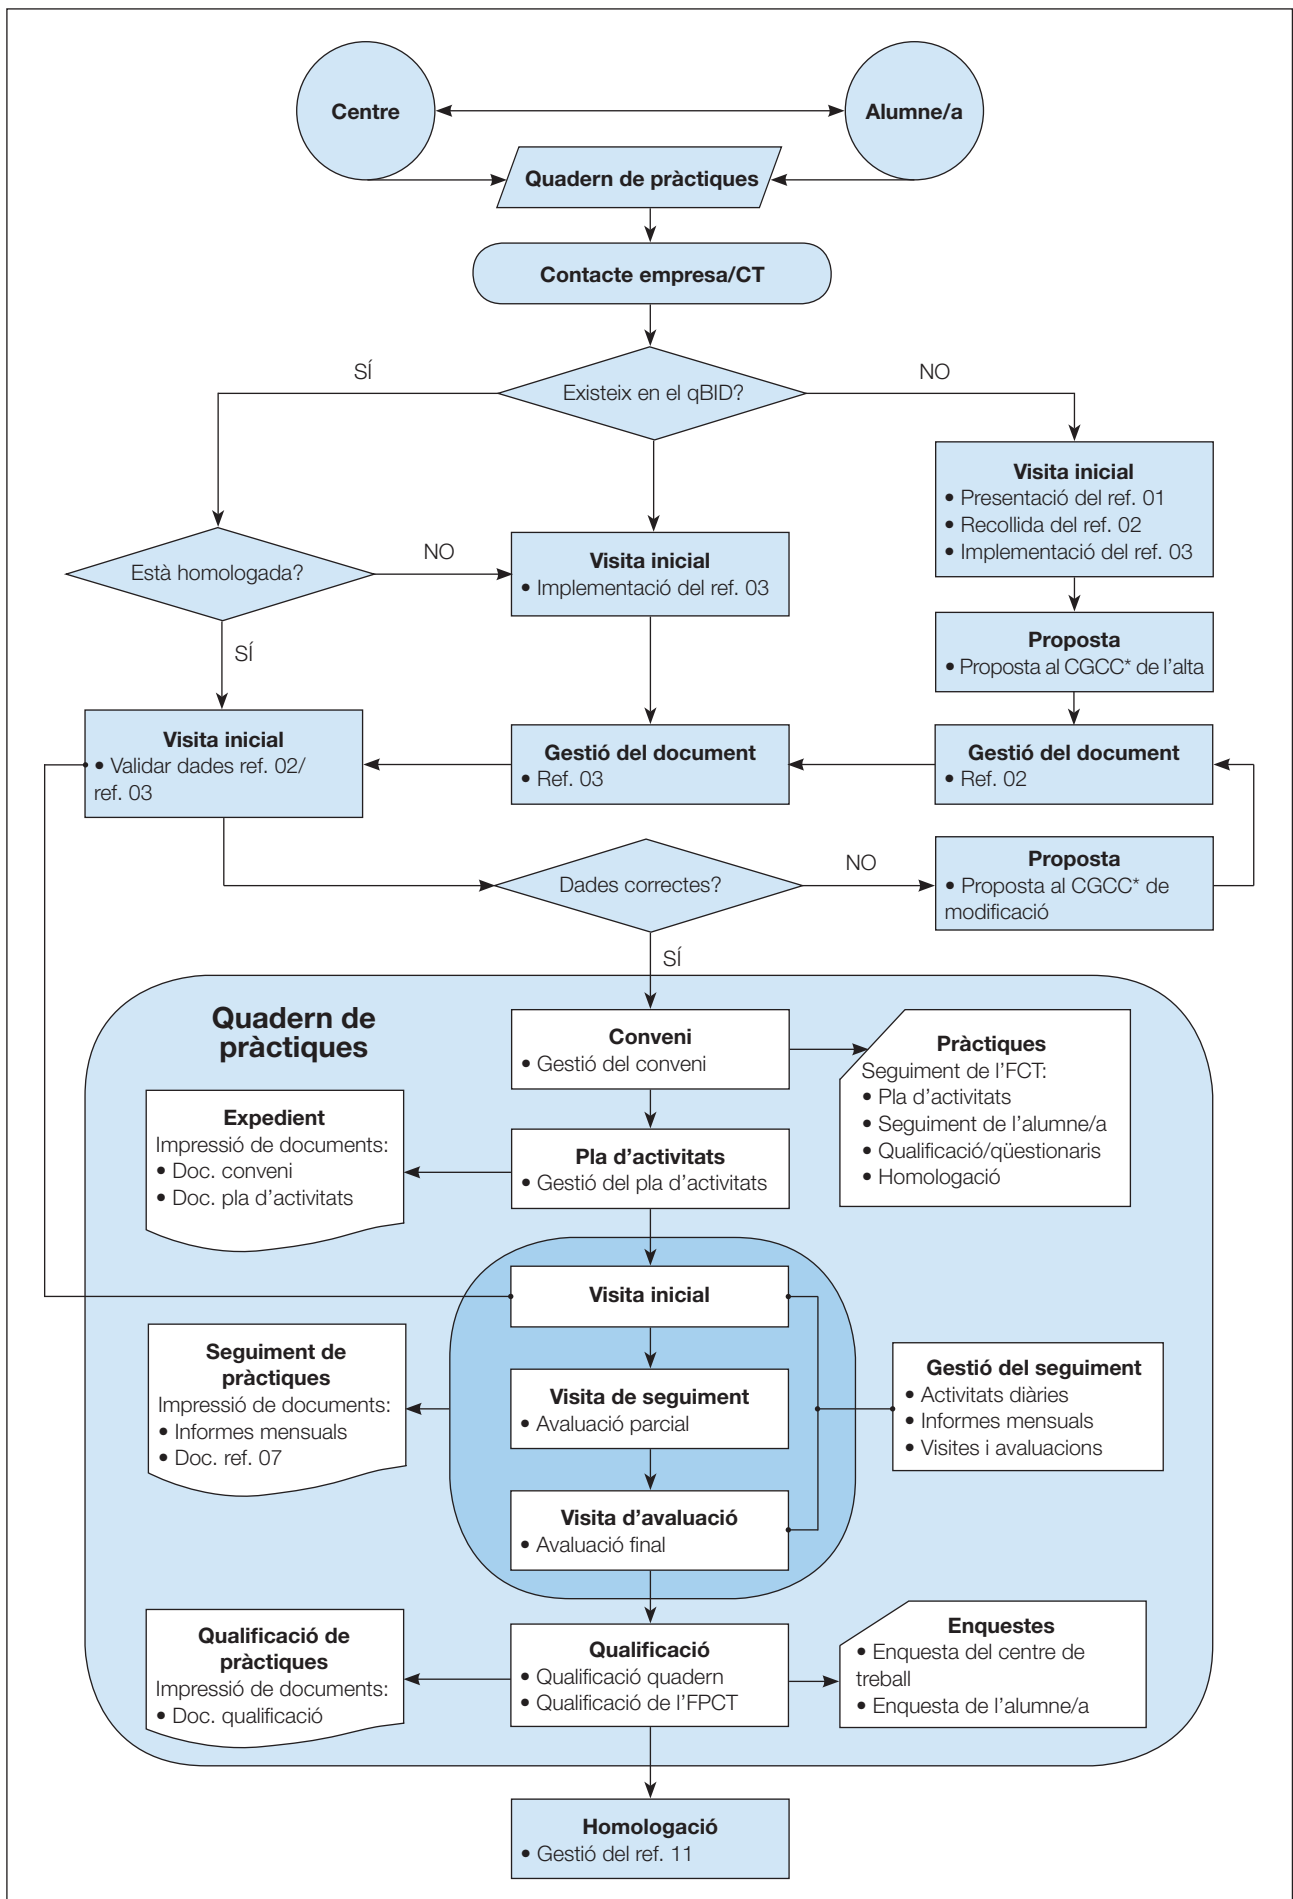 Centre
Alumne/a
Quadern de pràctiques
Contacte empresa/CT
SÍ
Existeix en el qBID?
NO
Visita inicial
• Presentació del ref. 01
• Recollida del ref. 02
• Implementació del ref. 03
Està homologada?
NO
Visita inicial
• Implementació del ref. 03
SÍ
Proposta
• Proposta al CGCC* de l’alta
Visita inicial
• Validar dades ref. 02/
ref. 03
Gestió del document
• Ref. 03
Gestió del document
• Ref. 02
Dades correctes?
NO
Proposta
• Proposta al CGCC* de
modificació
SÍ
Quadern de
pràctiques
Conveni
• Gestió del conveni
Pràctiques
Seguiment de l’FCT:
• Pla d’activitats
• Seguiment de l’alumne/a
• Qualificació/qüestionaris
• Homologació
Expedient
Impressió de documents:
• Doc. conveni
• Doc. pla d’activitats
Pla d’activitats
• Gestió del pla d’activitats
Visita inicial
Seguiment de
pràctiques
Impressió de documents:
• Informes mensuals
• Doc. ref. 07
Visita de seguiment
• Avaluació parcial
Gestió del seguiment
• Activitats diàries
• Informes mensuals
• Visites i avaluacions
Visita d’avaluació
• Avaluació final
Qualificació de
pràctiques
Impressió de documents:
• Doc. qualificació
Qualificació
• Qualificació quadern
• Qualificació de l’FPCT
Enquestes
• Enquesta del centre de
treball
• Enquesta de l’alumne/a
Homologació
• Gestió del ref. 11